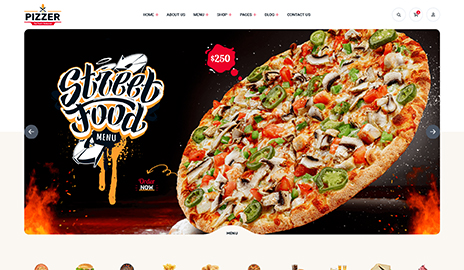 PIZZER
HOME ABOUT US MENU SHOP PAGES BLOG CONTACT US
$250
Street
Food
MENU
Order
NOW
MENU